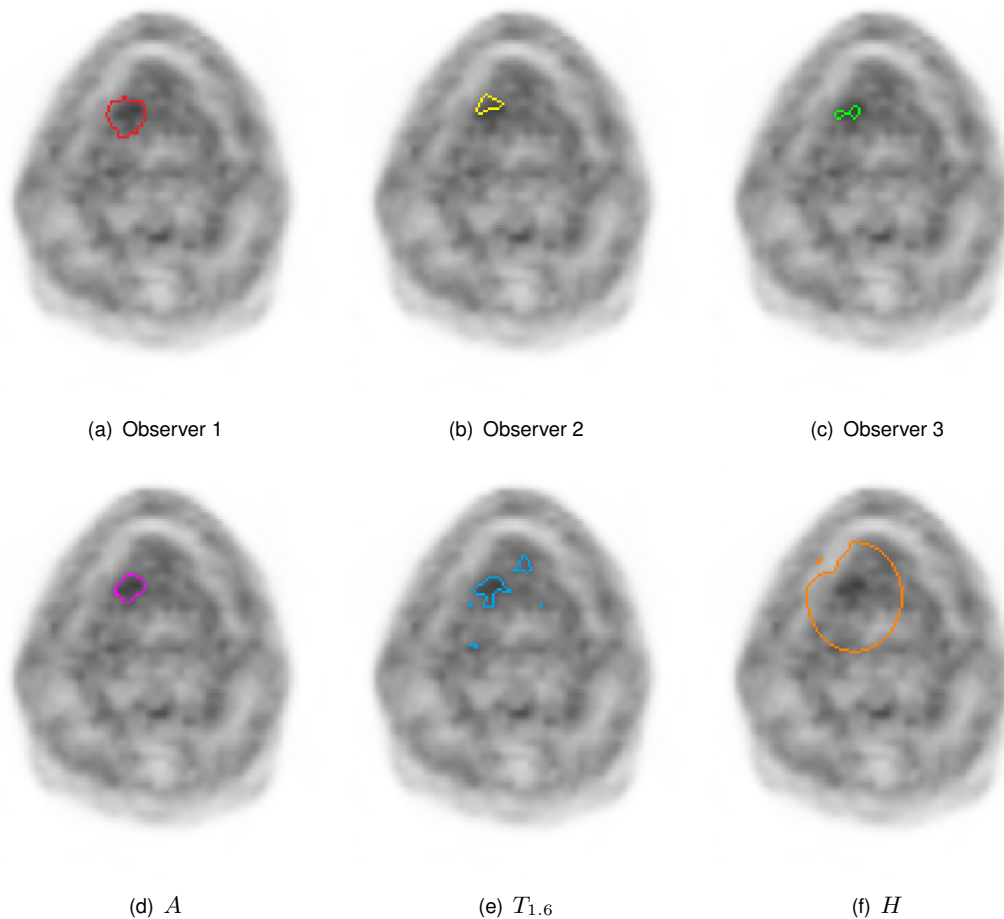 (a) Observer 1
(b) Observer 2
(c) Observer 3
(d) A
(e) T1.6
(f) H